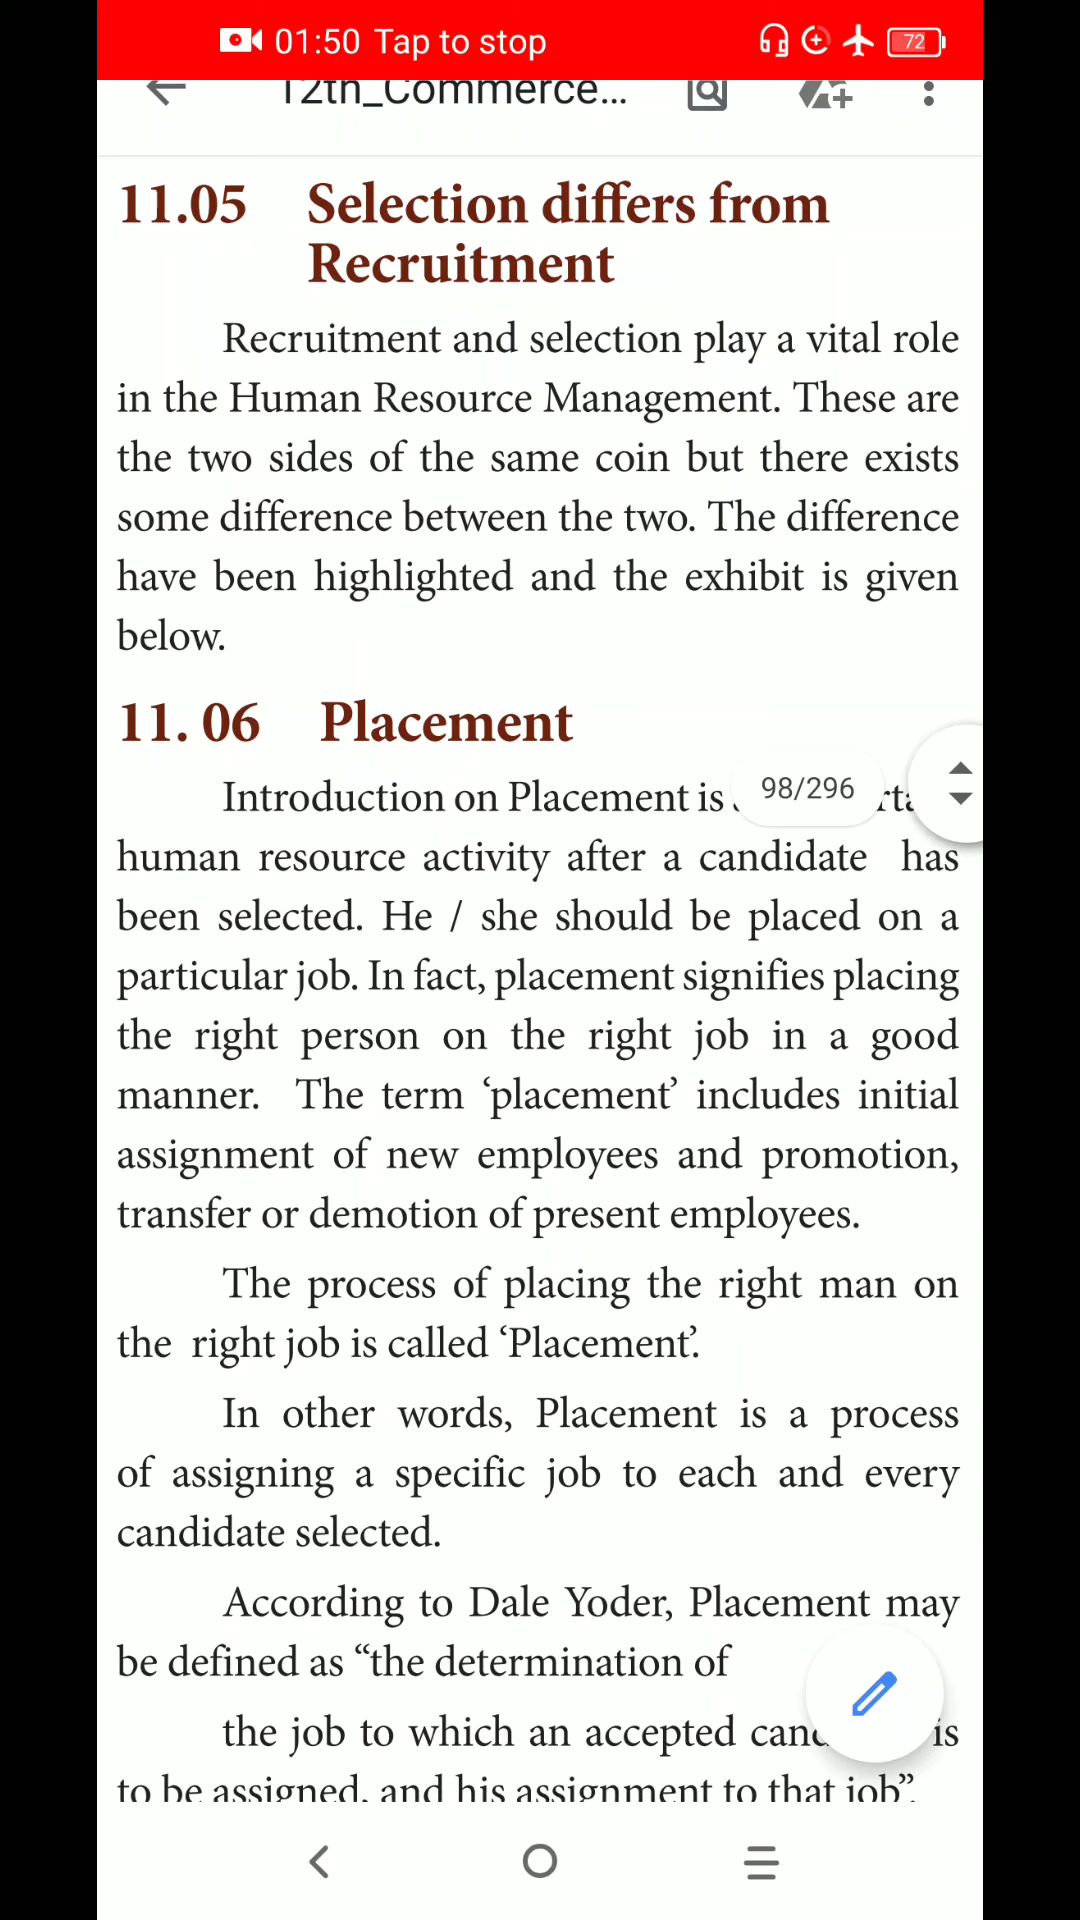 01:50 Tap to stop
72
12th_Commerce...
11.05 Selection differs from
Recruitment
Recruitment and selection play a vital role
in the Human Resource Management. These are
the two sides of the same coin but there exists
some difference between the two. The difference
have been highlighted and the exhibit is given
below.
11. 06 Placement
Introduction on Placement is
98/296
human resource activity after a candidate has
been selected. He / she should be placed on a
particular job. In fact, placement signifies placing
the right person on the right job in a good
manner. The term ‘placement’ includes initial
assignment of new employees and promotion,
transfer or demotion of present employees.
The process of placing the right man on
the right job is called ‘Placement’.
In other words, Placement is a process
of assigning a specific job to each and every
candidate selected.
According to Dale Yoder, Placement may
be defined as “the determination of
the job to which an accepted is
to be assigned, and his assignment to that job”.